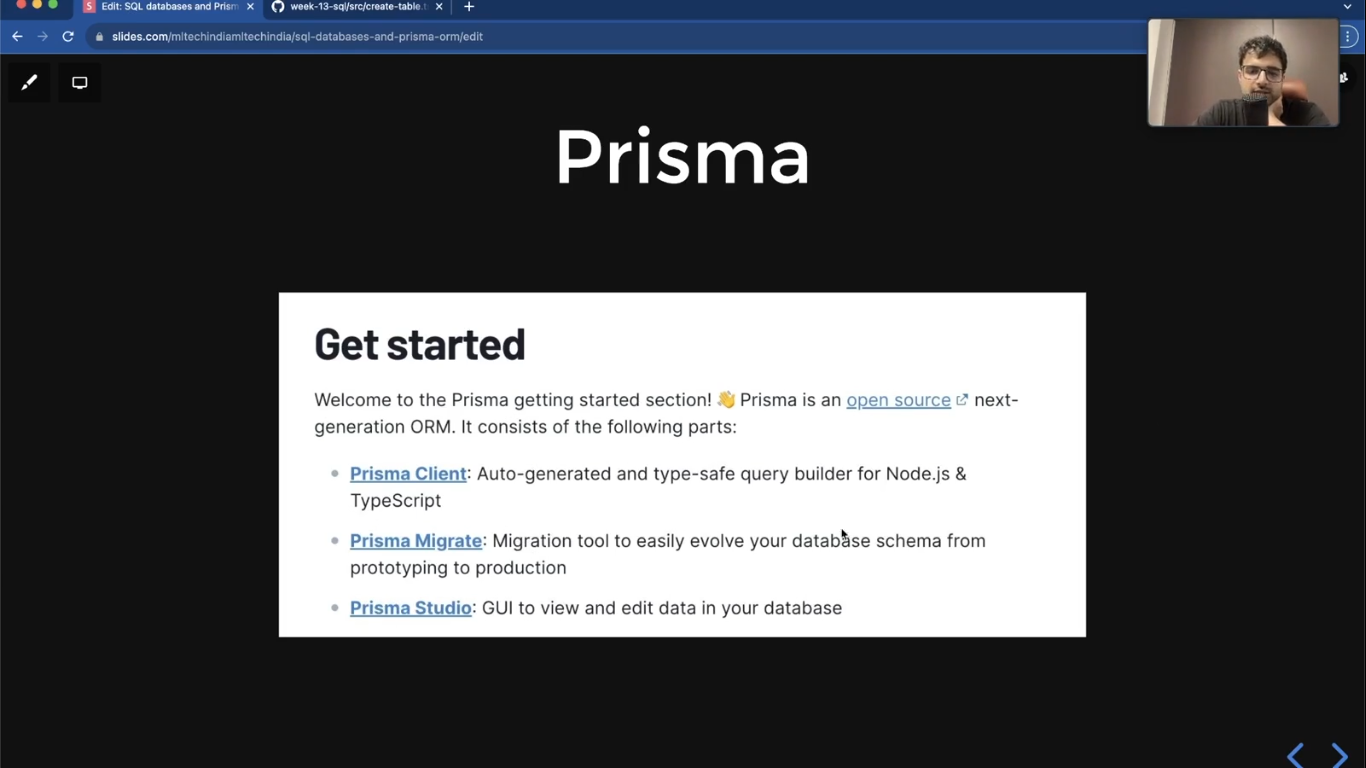 Edit: SQL databases and Prism
week-13-sql/src/create-table.t
slides.com/mltechindiamltechindia/sql-databases-and-prisma-orm/edit
Prisma
Get started
Welcome to the Prisma getting started section! 👋 Prisma is an open source next-
generation ORM. It consists of the following parts:
• Prisma Client: Auto-generated and type-safe query builder for Node.js &
TypeScript
• Prisma Migrate: Migration tool to easily evolve your database schema from
prototyping to production
• Prisma Studio: GUI to view and edit data in your database